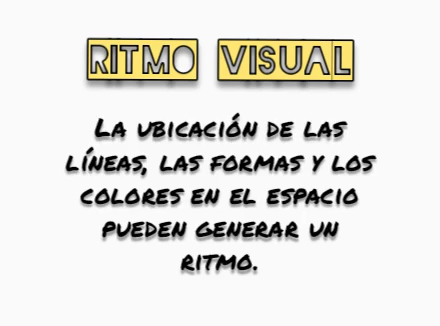 RITMO VISUAL
LA UBICACIÓN DE LAS
LÍNEAS, LAS FORMAS Y LOS
COLORES EN EL ESPACIO
PUEDEN GENERAR UN
RITMO.